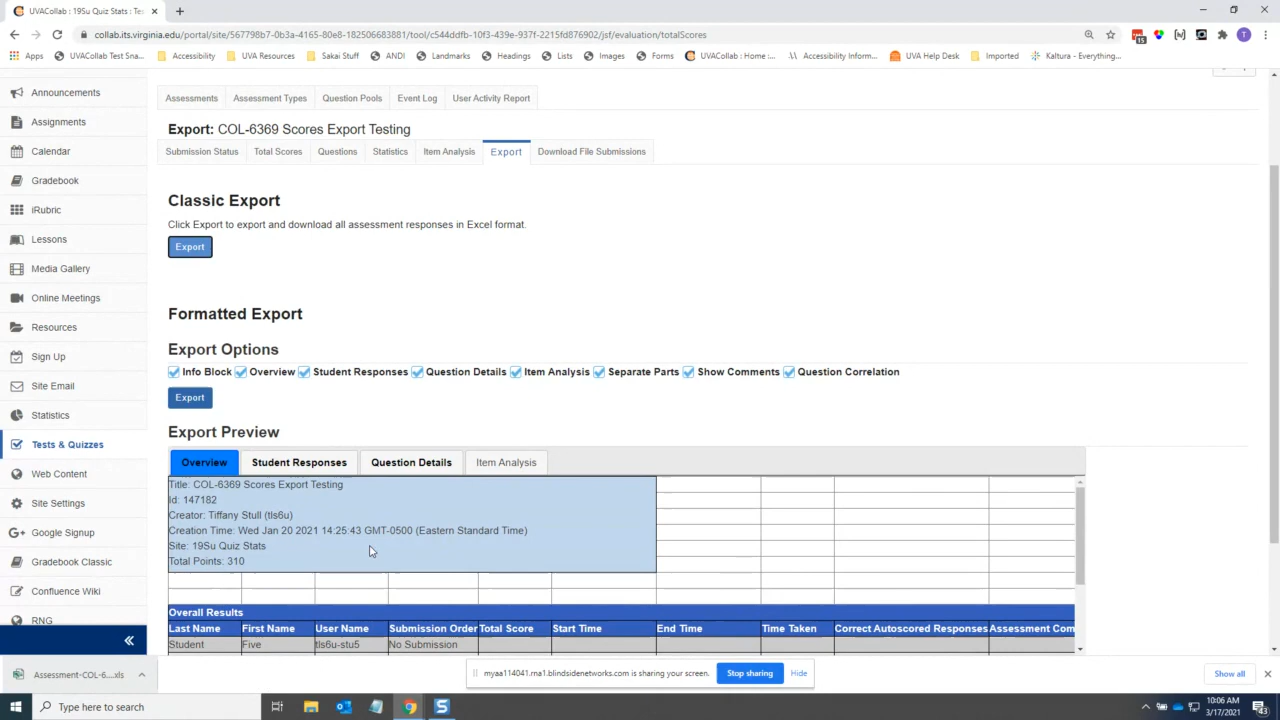 UVACollab : 19Su Quiz Stats : Tes
collab.its.virginia.edu/portal/site/567798b7-0b3a-4165-80e8-182506683881/tool/c544ddfb-10f3-439e-937f-2215fd876902/jsf/evaluation/totalScores
15
T
Apps UVACollab Test Sna... Accessibility UVA Resources Sakai Stuff ANDI Landmarks Headings Lists Images Forms UVACollab : Home :... Accessibility Inform... UVA Help Desk Imported Kaltura - Everything...
Announcements
Assignments
Calendar
Gradebook
iRubric
Lessons
Media Gallery
Online Meetings
Resources
Sign Up
Site Email
Statistics
Tests & Quizzes
Web Content
Site Settings
G+ Google Signup
Gradebook Classic
Confluence Wiki
RNG
Assessments Assessment Types Question Pools Event Log User Activity Report
Export: COL-6369 Scores Export Testing
Submission Status Total Scores Questions Statistics Item Analysis Export Download File Submissions
Classic Export
Click Export to export and download all assessment responses in Excel format.
Export
Formatted Export
Export Options
Info Block Overview Student Responses Question Details Item Analysis Separate Parts Show Comments Question Correlation
Export
Export Preview
Overview Student Responses Question Details Item Analysis
Title: COL-6369 Scores Export Testing
Id: 147182
Creator: Tiffany Stull (tls6u)
Creation Time: Wed Jan 20 2021 14:25:43 GMT-0500 (Eastern Standard Time)
Site: 19Su Quiz Stats
Total Points: 310
Overall Results
Last Name First Name User Name Submission Order Total Score Start Time End Time Time Taken Correct Autoscored Responses Assessment Com
Student Five tls6u-stu5 No Submission
Assessment-COL-6....xls
myaa114041.rna1.blindsidenetworks.com is sharing your screen. Stop sharing Hide
Show all
Type here to search
10:06 AM
3/17/2021
43